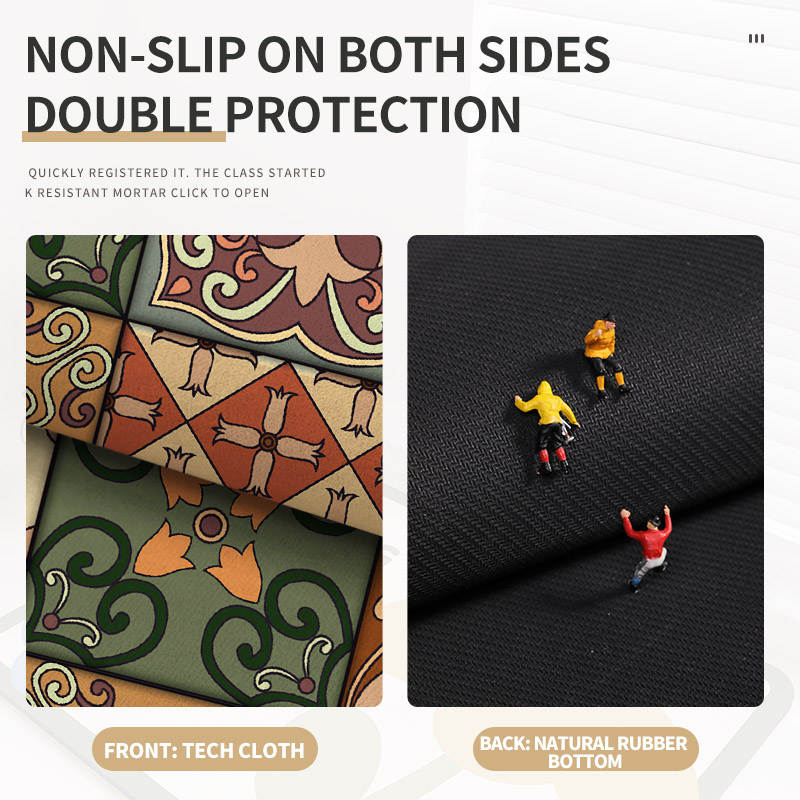 NON-SLIP ON BOTH SIDES
DOUBLE PROTECTION
QUICKLY REGISTERED IT. THE CLASS STARTED
K RESISTANT MORTAR CLICK TO OPEN
FRONT: TECH CLOTH
BACK: NATURAL RUBBER
BOTTOM